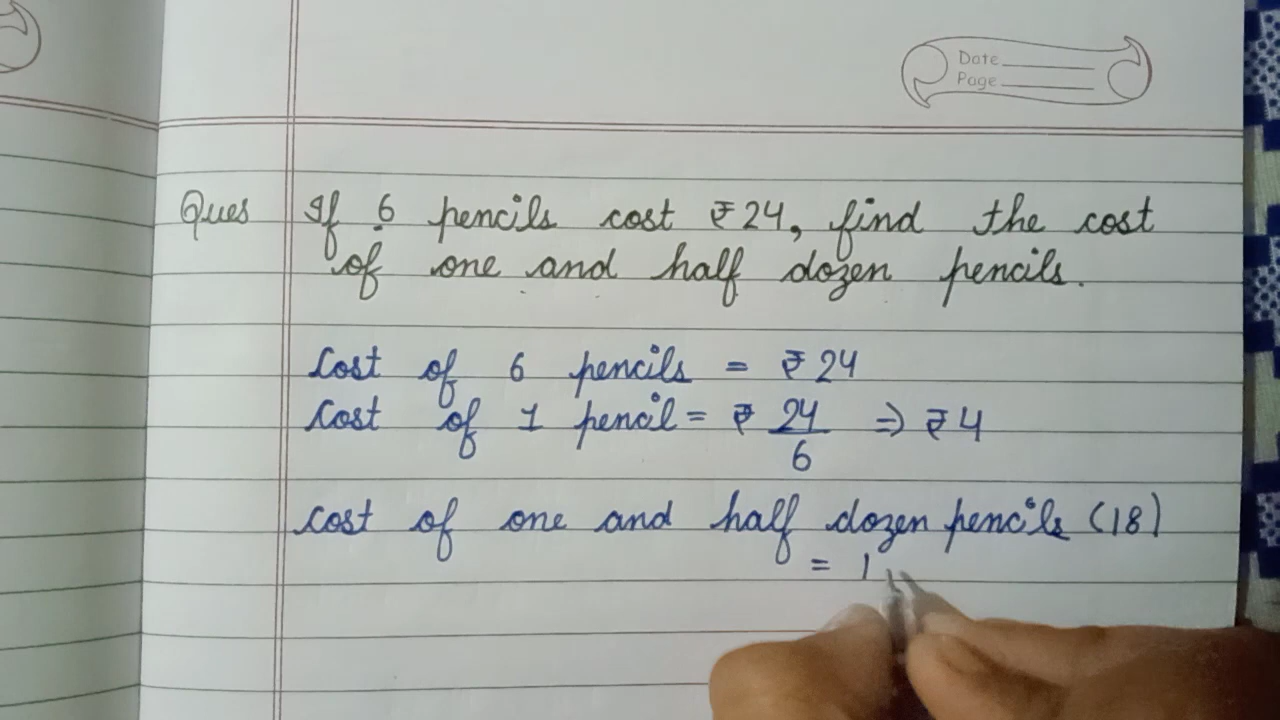 Date
Page
Ques If 6 pencils cost ₹24, find the cost
of one and half dozen pencils.
Cost of 6 pencils = ₹24
Cost of 1 pencil = ₹ 24/6 ⇒ ₹4
Cost of one and half dozen pencils (18)
= 1